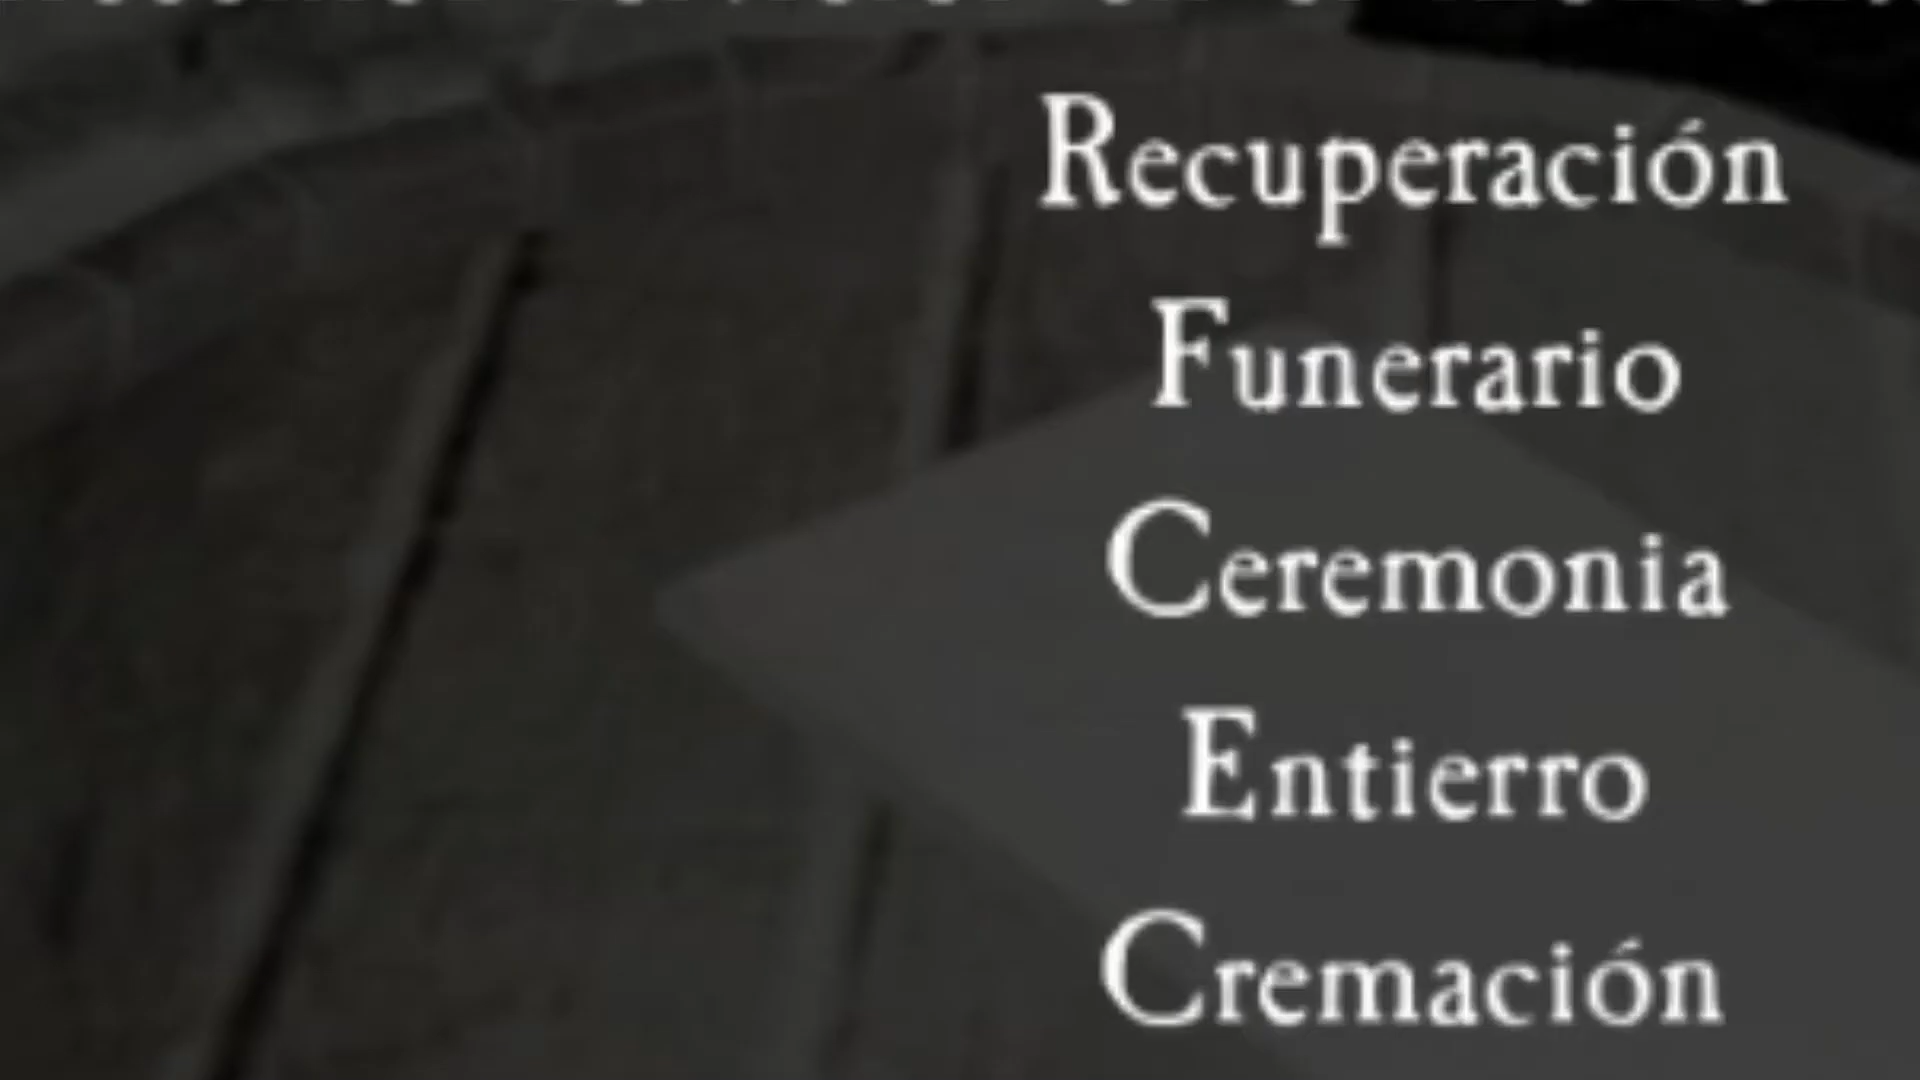 Recuperación
Funerario
Ceremonia
Entierro
Cremación